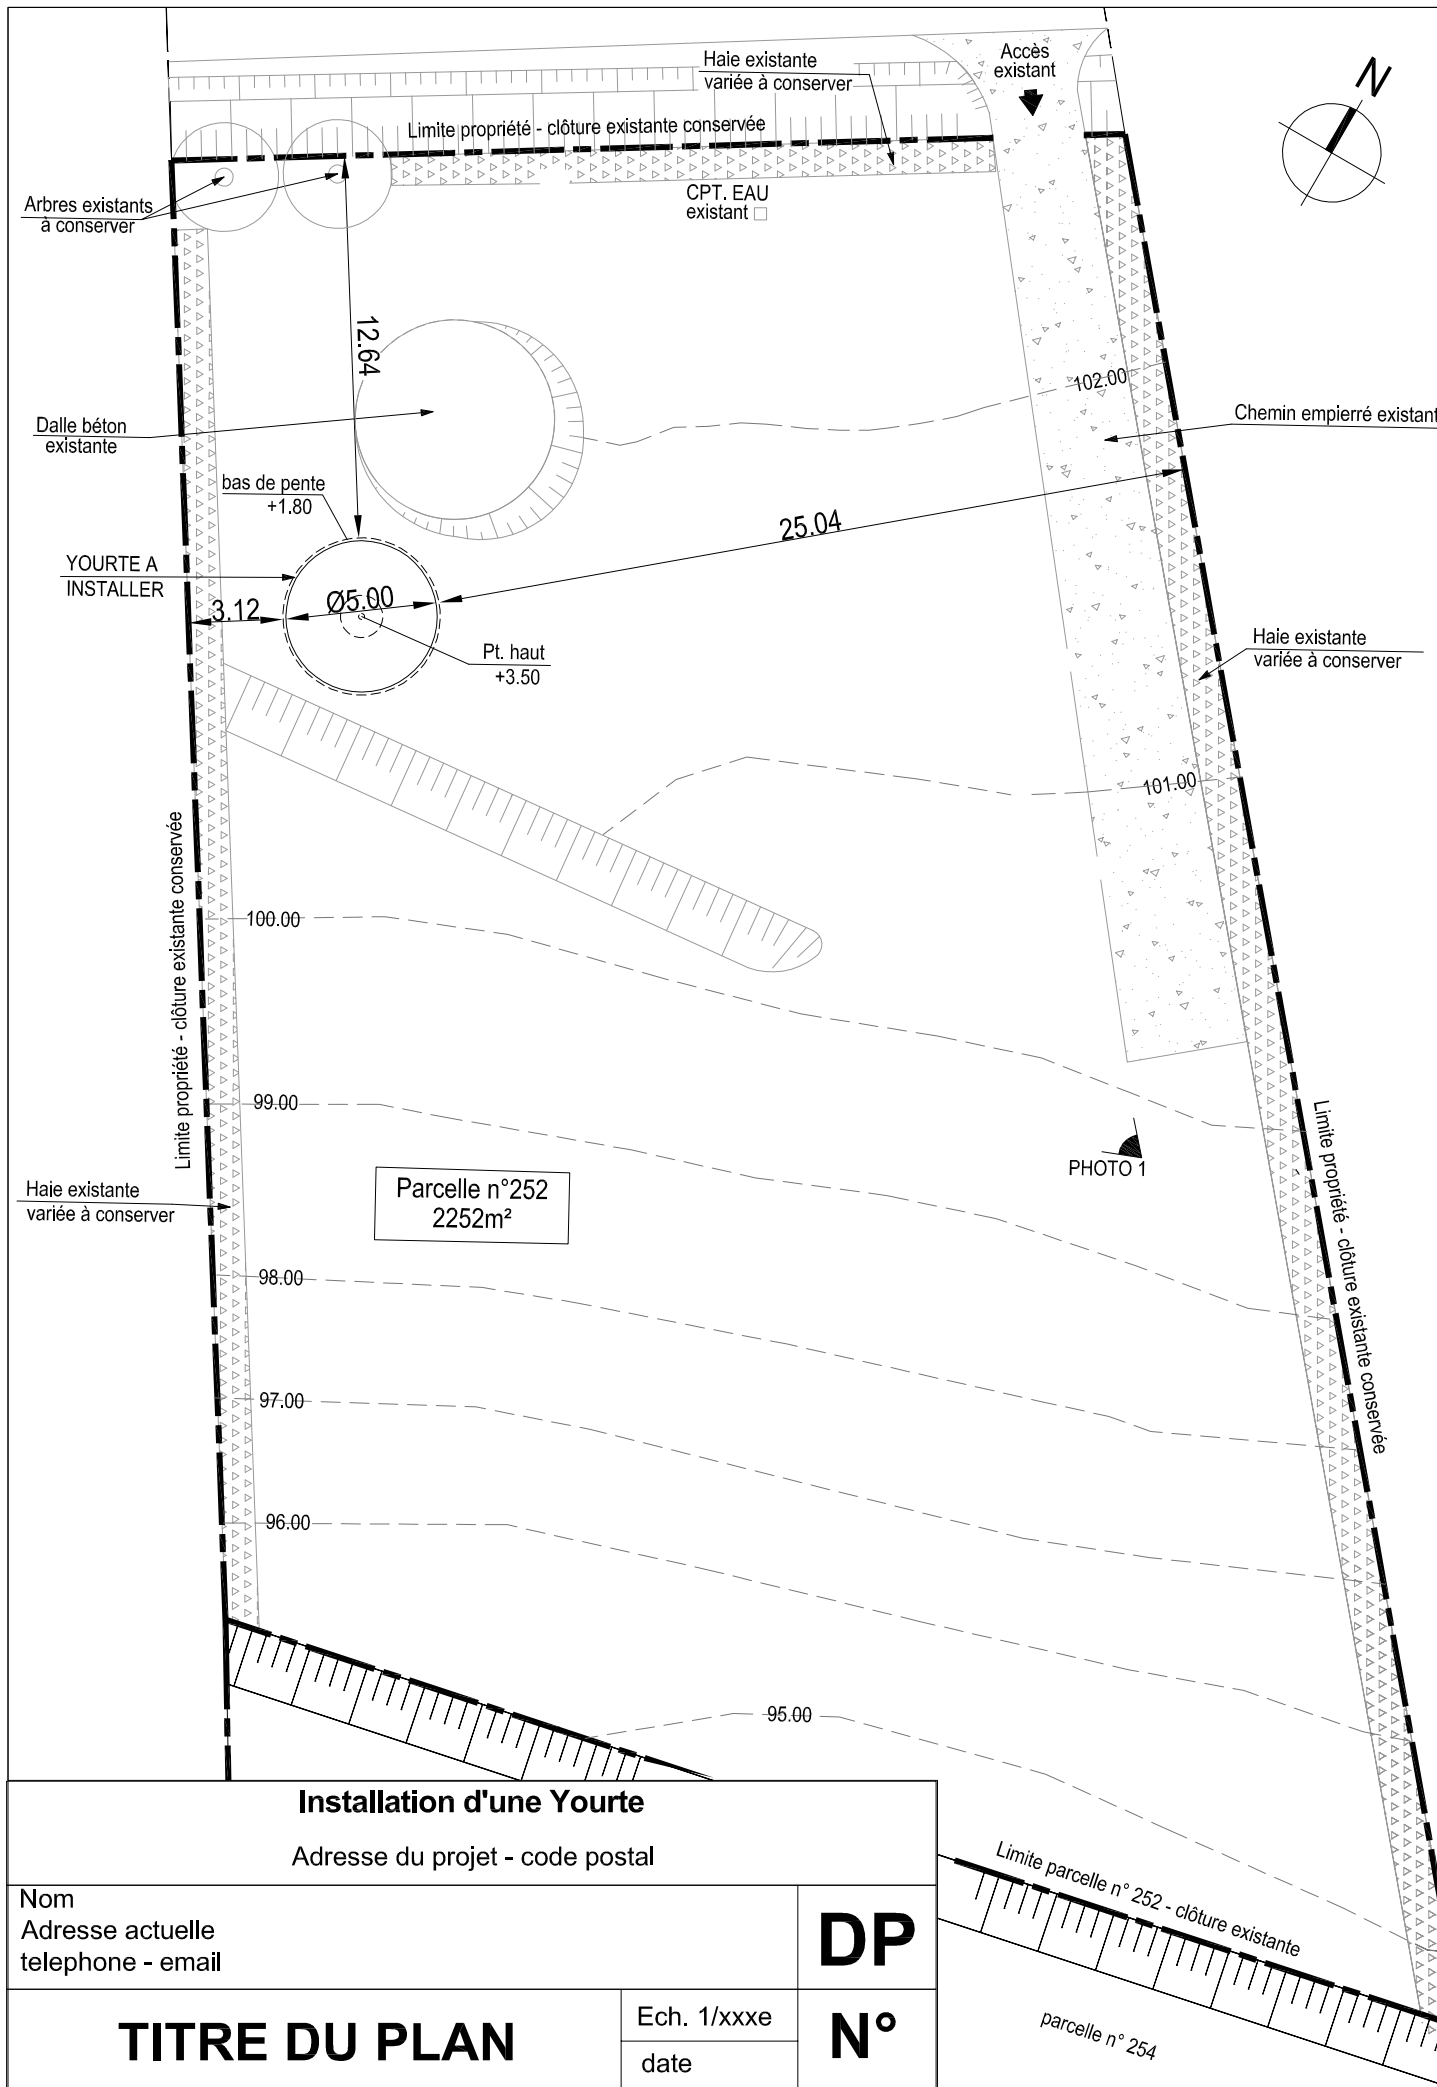 Haie existante
variée à conserver
Accès
existant
N
Limite propriété - clôture existante conservée
Arbres existants
à conserver
CPT. EAU
existant
12.64
102.00
Dalle béton
existante
Chemin empierré existant
bas de pente
+1.80
25.04
YOURTE A
INSTALLER
3.12
Ø5.00
Pt. haut
+3.50
Haie existante
variée à conserver
101.00
Limite propriété - clôture existante conservée
100.00
99.00
PHOTO 1
Limite propriété - clôture existante conservée
Haie existante
variée à conserver
Parcelle n°252
2252m²
98.00
97.00
96.00
95.00
Installation d'une Yourte
Adresse du projet - code postal
Nom
Adresse actuelle
telephone - email
DP
Limite parcelle n° 252 - clôture existante
TITRE DU PLAN
Ech. 1/xxxe
date
N°
parcelle n° 254